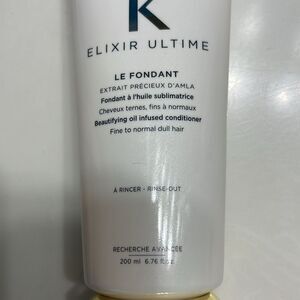 K
ELIXIR ULTIME
LE FONDANT
EXTRAIT PRÉCIEUX D'AMLA
Fondant à l'huile sublimatrice
Cheveux ternes, fins à normaux
Beautifying oil infused conditioner
Fine to normal dull hair
À RINCER - RINSE-OUT
RECHERCHE AVANCÉE
200 ml 6.76 fl. oz.